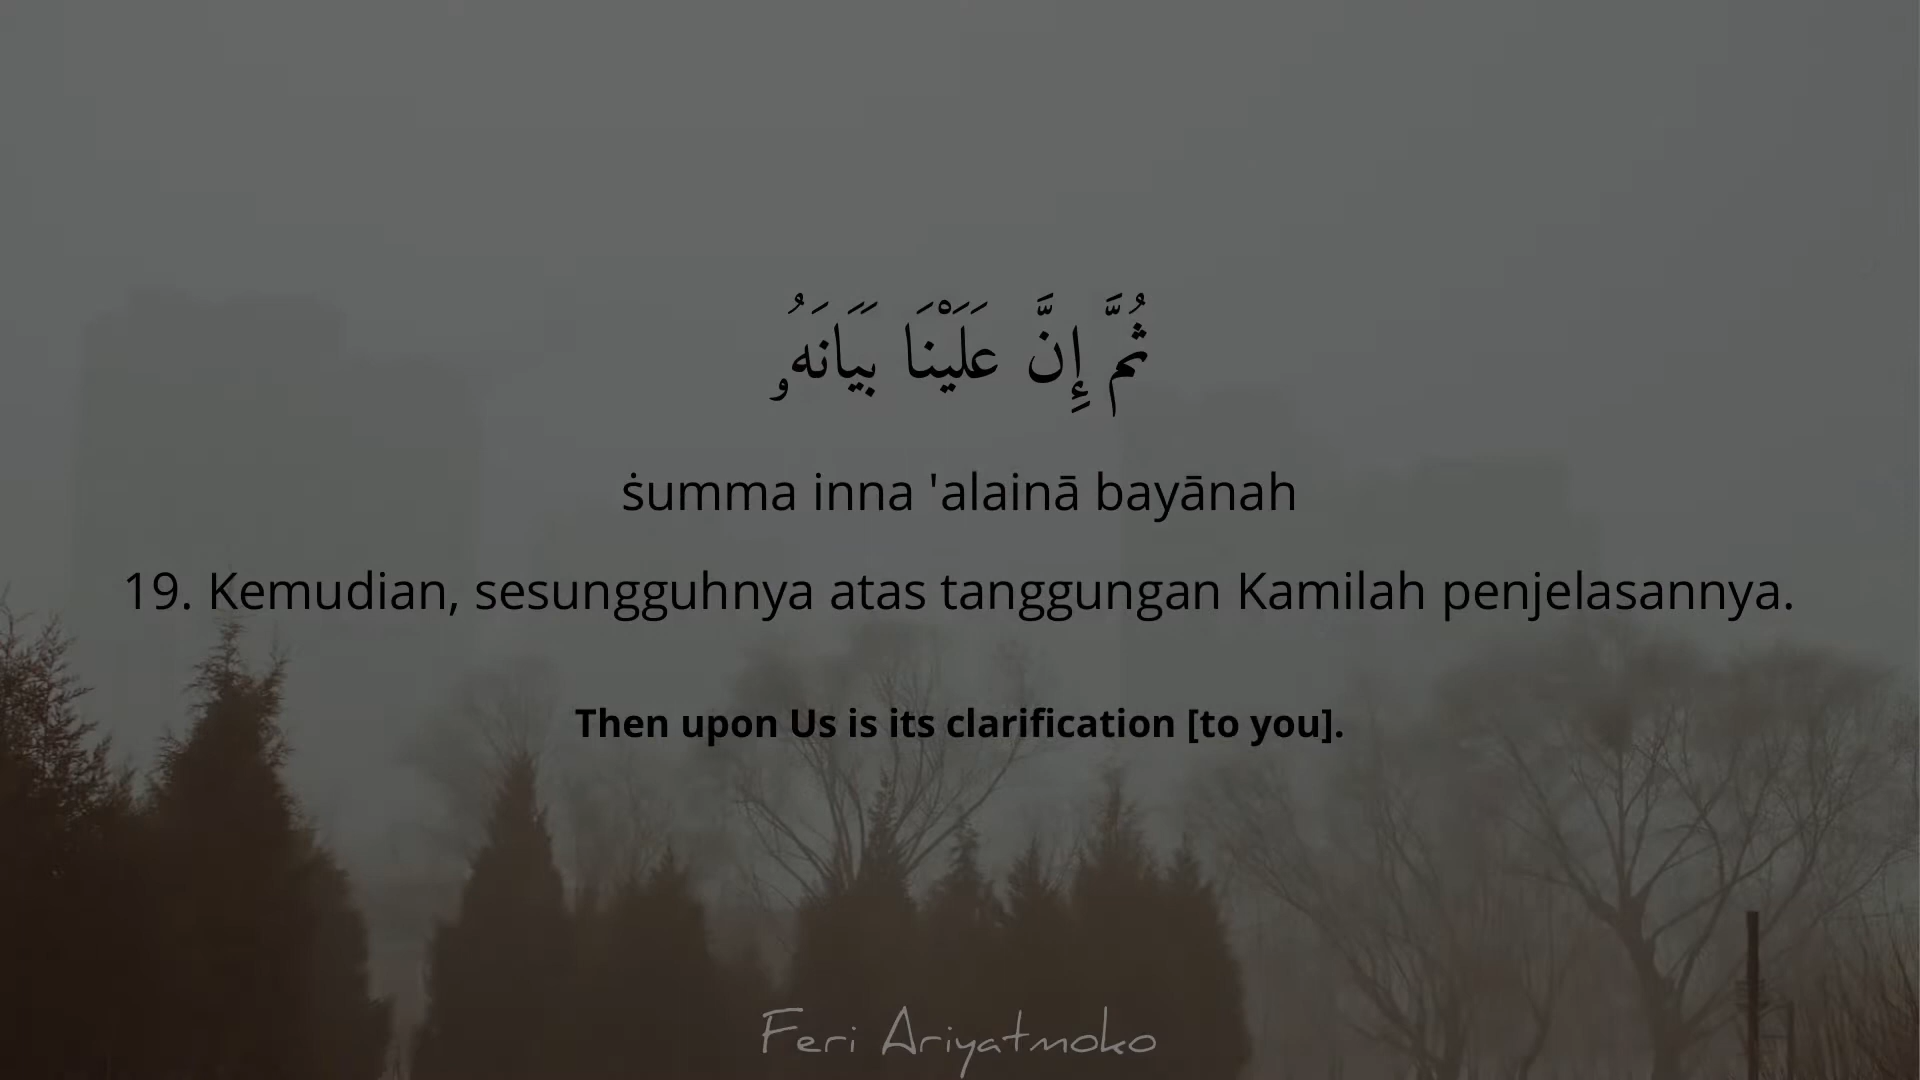 ثُمَّ إِنَّ عَلَيْنَا بَيَانَهُۥ
ṡumma inna 'alainā bayānah
19. Kemudian, sesungguhnya atas tanggungan Kamilah penjelasannya.
Then upon Us is its clarification [to you].
Feri Ariyatmoko